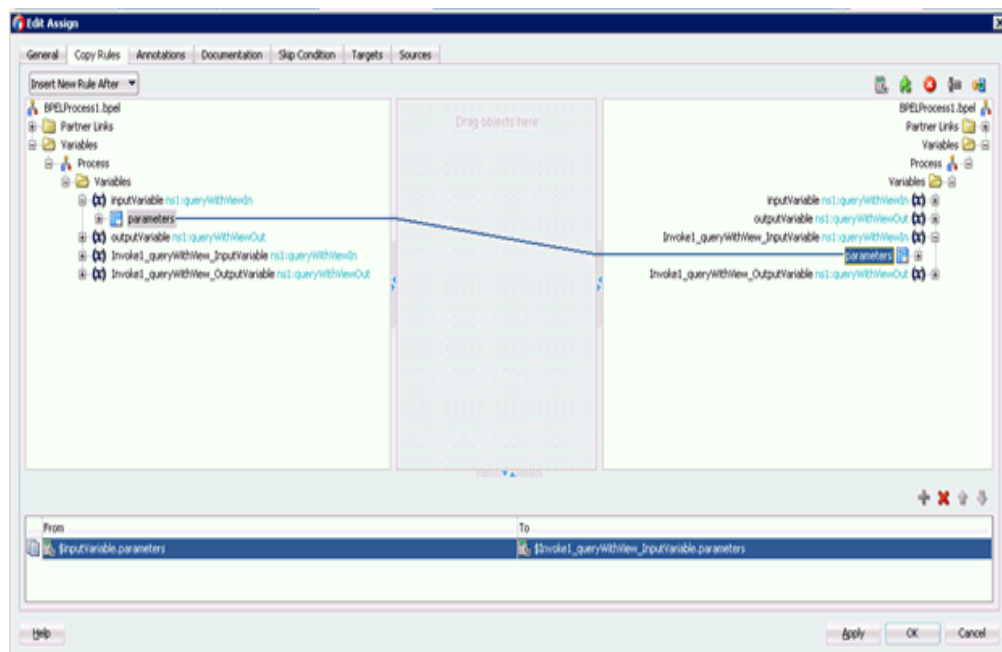 Edit Assign
General Copy Rules Annotations Documentation Skip Condition Targets Sources
Insert New Rule After
BPELProcess1.bpel
Partner Links
Variables
Process
Variables
inputVariable ns1:queryWithViewIn
parameters
outputVariable ns1:queryWithViewOut
Invoke1_queryWithView_InputVariable ns1:queryWithViewIn
Invoke1_queryWithView_OutputVariable ns1:queryWithViewOut
Drag objects here
BPELProcess1.bpel
Partner Links
Variables
Process
Variables
inputVariable ns1:queryWithViewIn
outputVariable ns1:queryWithViewOut
Invoke1_queryWithView_InputVariable ns1:queryWithViewIn
parameters
Invoke1_queryWithView_OutputVariable ns1:queryWithViewOut
From To
$inputVariable.parameters $Invoke1_queryWithView_InputVariable.parameters
Help Apply OK Cancel